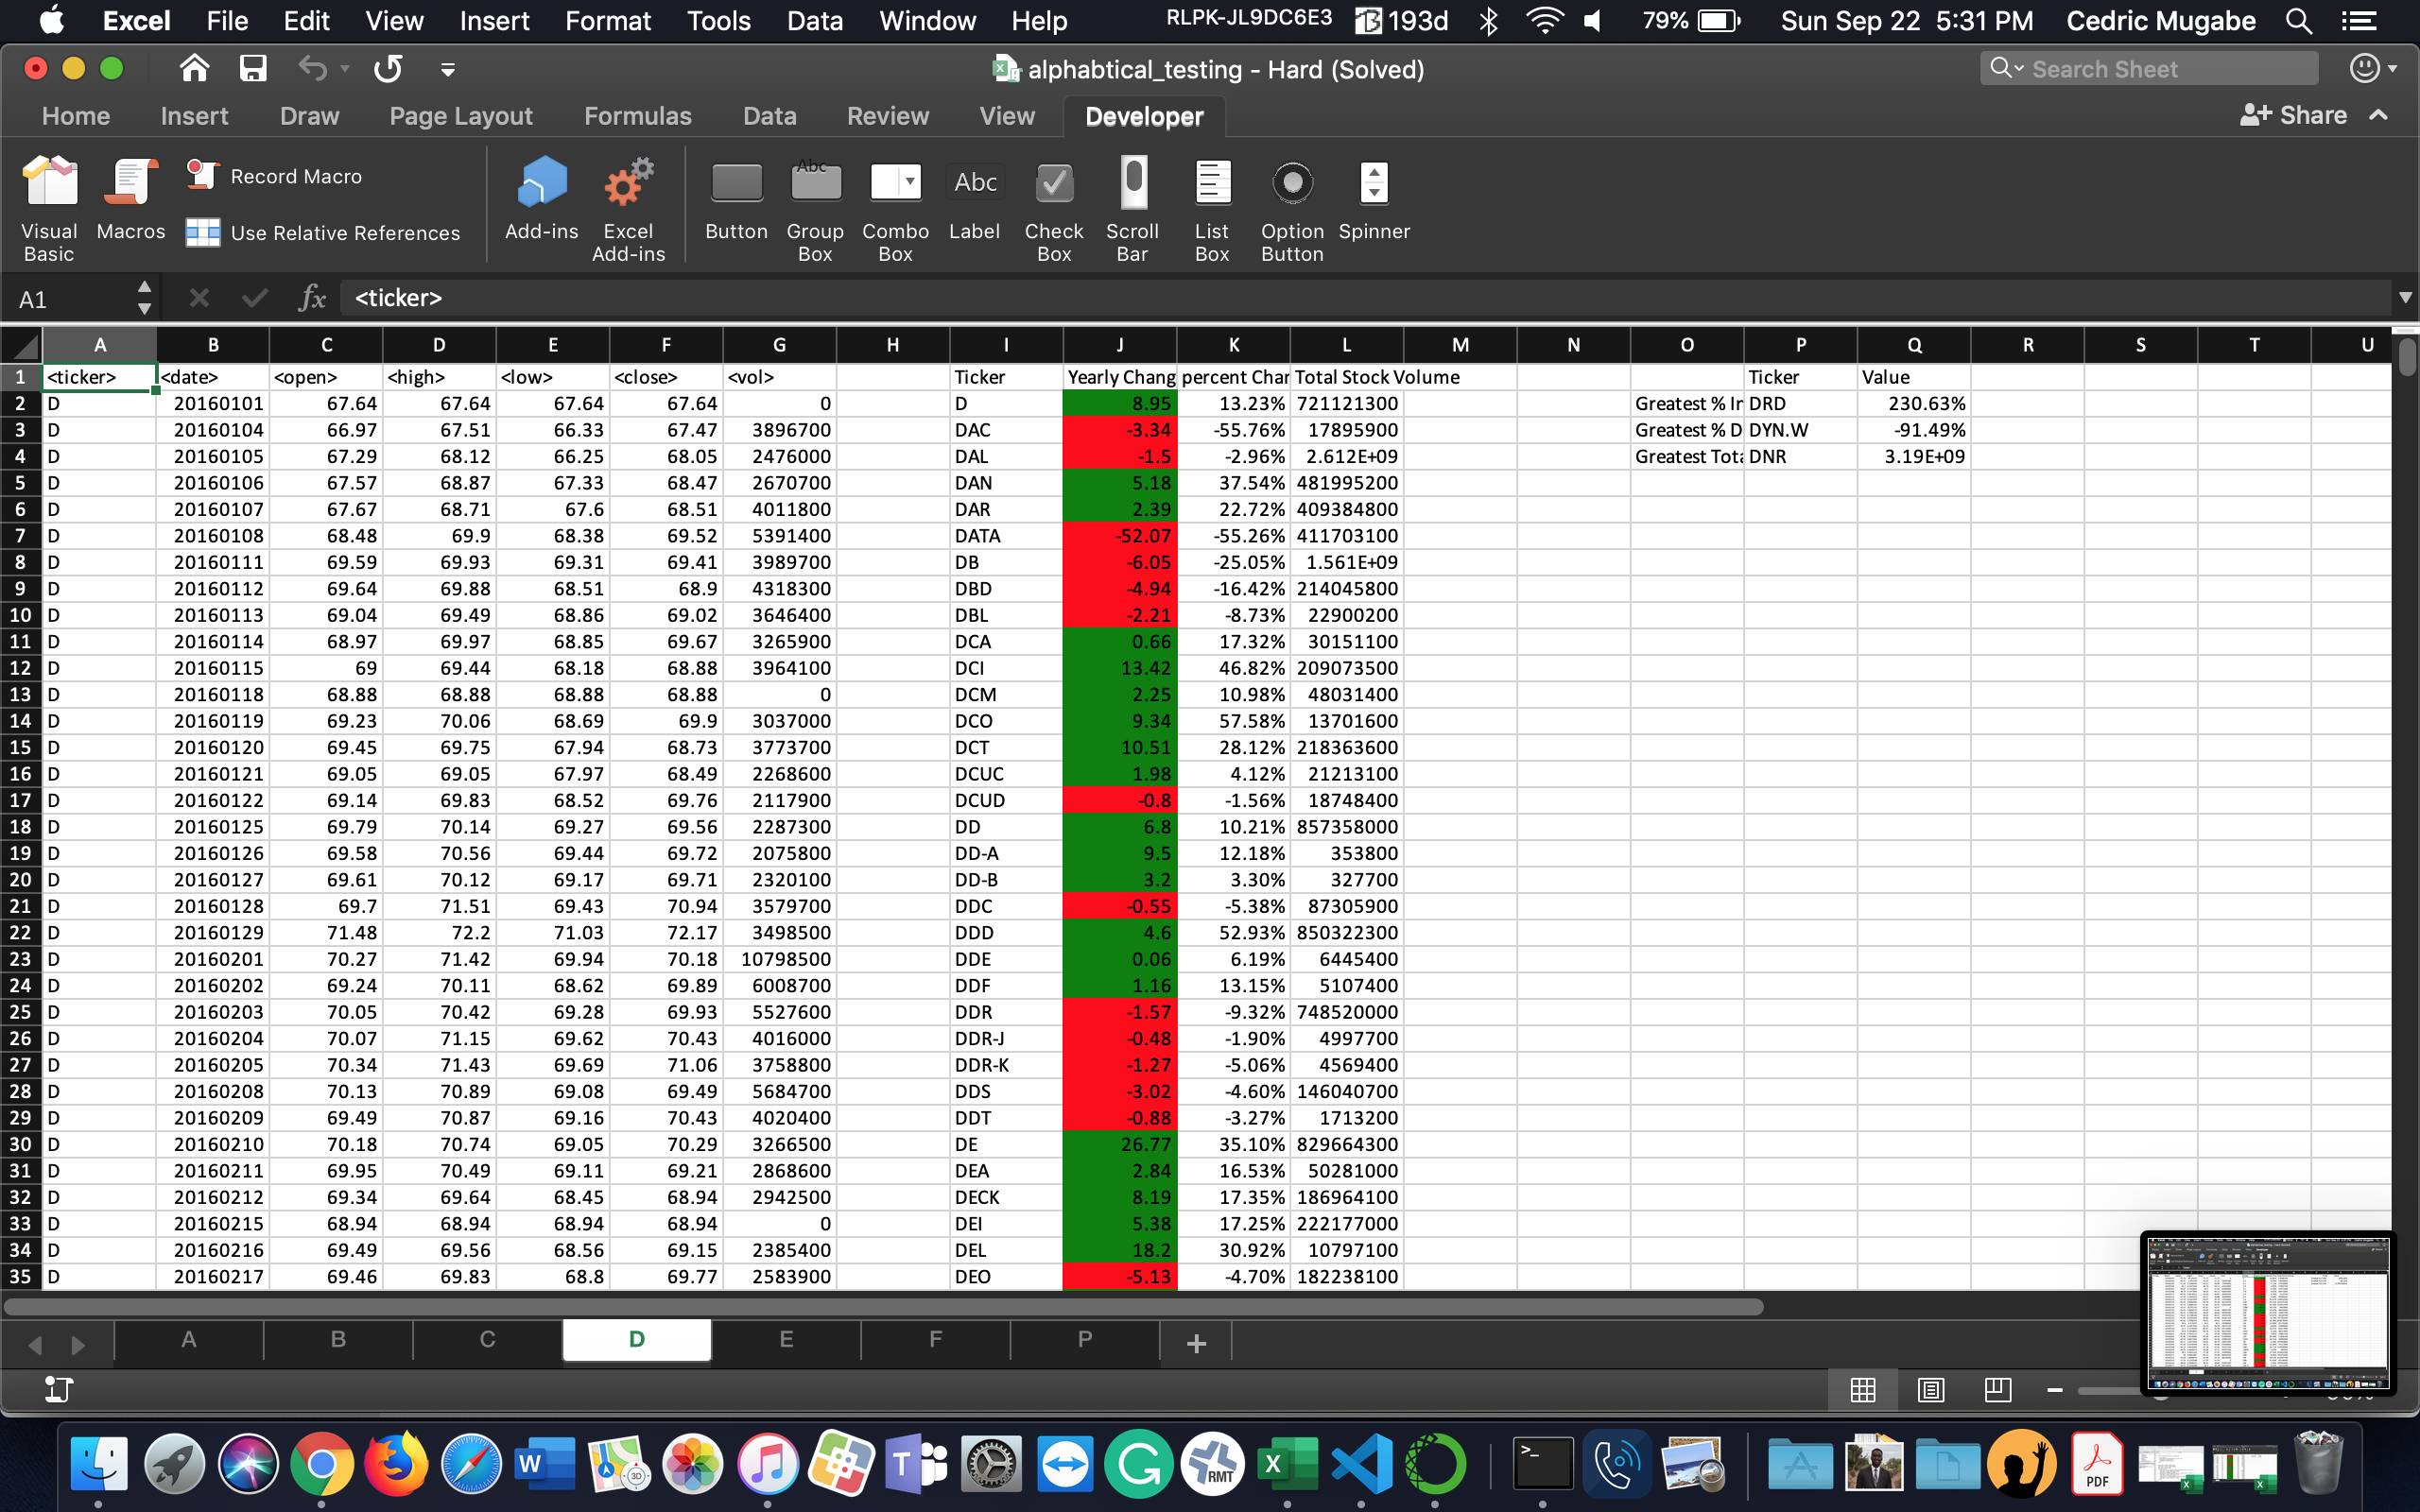 Excel File Edit View Insert Format Tools Data Window Help RLPK-JL9DC6E3 193d 79% Sun Sep 22 5:31 PM Cedric Mugabe
alphabtical_testing - Hard (Solved) Search Sheet
Home Insert Draw Page Layout Formulas Data Review View Developer Share
Visual Basic Macros Record Macro Use Relative References Add-ins Excel Add-ins Button Abc Group Box Combo Box Abc Label Check Box Scroll Bar List Box Option Button Spinner
A1 fx <ticker>
A B C D E F G H I J K L M N O P Q R S T U
1 <ticker> <date> <open> <high> <low> <close> <vol> Ticker Yearly Chang percent Char Total Stock Volume Ticker Value
2 D 20160101 67.64 67.64 67.64 67.64 0 D 8.95 13.23% 721121300 Greatest % Ir DRD 230.63%
3 D 20160104 66.97 67.51 66.33 67.47 3896700 DAC -3.34 -55.76% 17895900 Greatest % D DYN.W -91.49%
4 D 20160105 67.29 68.12 66.25 68.05 2476000 DAL -1.5 -2.96% 2.612E+09 Greatest Tota DNR 3.19E+09
5 D 20160106 67.57 68.87 67.33 68.47 2670700 DAN 5.18 37.54% 481995200
6 D 20160107 67.67 68.71 67.6 68.51 4011800 DAR 2.39 22.72% 409384800
7 D 20160108 68.48 69.9 68.38 69.52 5391400 DATA -52.07 -55.26% 411703100
8 D 20160111 69.59 69.93 69.31 69.41 3989700 DB -6.05 -25.05% 1.561E+09
9 D 20160112 69.64 69.88 68.51 68.9 4318300 DBD -4.94 -16.42% 214045800
10 D 20160113 69.04 69.49 68.86 69.02 3646400 DBL -2.21 -8.73% 22900200
11 D 20160114 68.97 69.97 68.85 69.67 3265900 DCA 0.66 17.32% 30151100
12 D 20160115 69 69.44 68.18 68.88 3964100 DCI 13.42 46.82% 209073500
13 D 20160118 68.88 68.88 68.88 68.88 0 DCM 2.25 10.98% 48031400
14 D 20160119 69.23 70.06 68.69 69.9 3037000 DCO 9.34 57.58% 13701600
15 D 20160120 69.45 69.75 67.94 68.73 3773700 DCT 10.51 28.12% 218363600
16 D 20160121 69.05 69.05 67.97 68.49 2268600 DCUC 1.98 4.12% 21213100
17 D 20160122 69.14 69.83 68.52 69.76 2117900 DCUD -0.8 -1.56% 18748400
18 D 20160125 69.79 70.14 69.27 69.56 2287300 DD 6.8 10.21% 857358000
19 D 20160126 69.58 70.56 69.44 69.72 2075800 DD-A 9.5 12.18% 353800
20 D 20160127 69.61 70.12 69.17 69.71 2320100 DD-B 3.2 3.30% 327700
21 D 20160128 69.7 71.51 69.43 70.94 3579700 DDC -0.55 -5.38% 87305900
22 D 20160129 71.48 72.2 71.03 72.17 3498500 DDD 4.6 52.93% 850322300
23 D 20160201 70.27 71.42 69.94 70.18 10798500 DDE 0.06 6.19% 6445400
24 D 20160202 69.24 70.11 68.62 69.89 6008700 DDF 1.16 13.15% 5107400
25 D 20160203 70.05 70.42 69.28 69.93 5527600 DDR -1.57 -9.32% 748520000
26 D 20160204 70.07 71.15 69.62 70.43 4016000 DDR-J -0.48 -1.90% 4997700
27 D 20160205 70.34 71.43 69.69 71.06 3758800 DDR-K -1.27 -5.06% 4569400
28 D 20160208 70.13 70.89 69.08 69.49 5684700 DDS -3.02 -4.60% 146040700
29 D 20160209 69.49 70.87 69.16 70.43 4020400 DDT -0.88 -3.27% 1713200
30 D 20160210 70.18 70.74 69.05 70.29 3266500 DE 26.77 35.10% 829664300
31 D 20160211 69.95 70.49 69.11 69.21 2868600 DEA 2.84 16.53% 50281000
32 D 20160212 69.34 69.64 68.45 68.94 2942500 DECK 8.19 17.35% 186964100
33 D 20160215 68.94 68.94 68.94 68.94 0 DEI 5.38 17.25% 222177000
34 D 20160216 69.49 69.56 68.56 69.15 2385400 DEL 18.2 30.92% 10797100
35 D 20160217 69.46 69.83 68.8 69.77 2583900 DEO -5.13 -4.70% 182238100
A B C D E F P +
W 3D T G RMT X >_ PDF